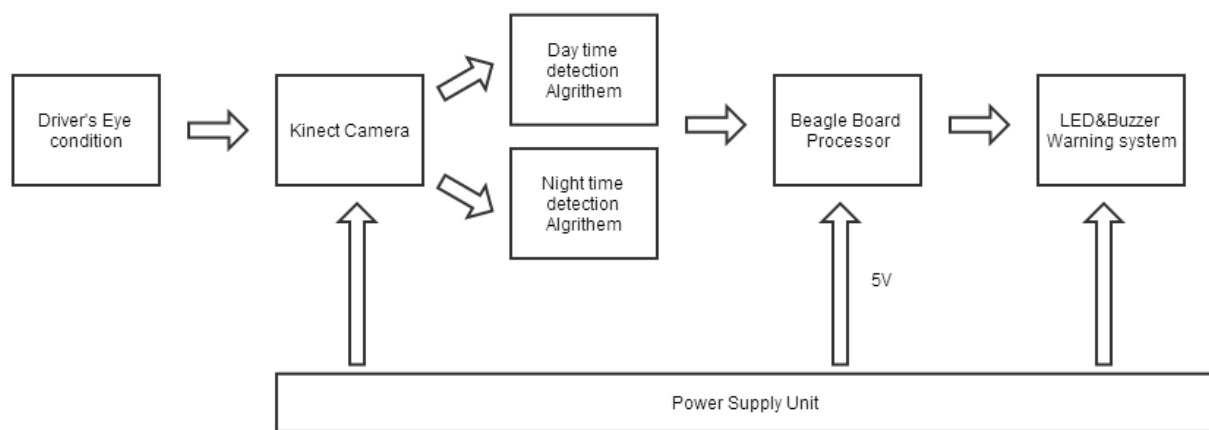 Day time
detection
Algrithem
Driver's Eye
condition
Kinect Camera
Beagle Board
Processor
LED&Buzzer
Warning system
Night time
detection
Algrithem
5V
Power Supply Unit